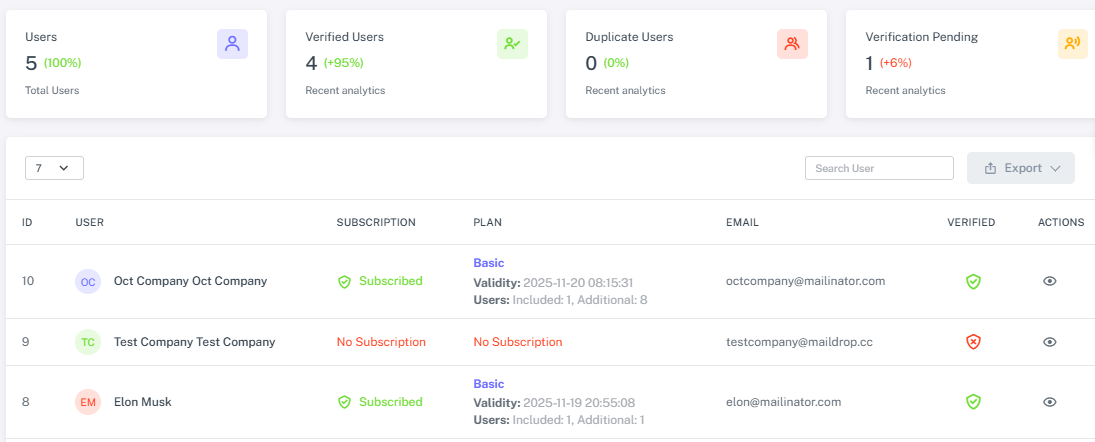 Users
5 (100%)
Total Users
Verified Users
4 (+95%)
Recent analytics
Duplicate Users
0 (0%)
Recent analytics
Verification Pending
1 (+6%)
Recent analytics
7
Search User
Export
ID USER SUBSCRIPTION PLAN EMAIL VERIFIED ACTIONS
Basic
10 OC Oct Company Oct Company Subscribed Validity: 2025-11-20 08:15:31 octcompany@mailinator.com
Users: Included: 1, Additional: 8
9 TC Test Company Test Company No Subscription No Subscription testcompany@maildrop.cc
Basic
8 EM Elon Musk Subscribed Validity: 2025-11-19 20:55:08 elon@mailinator.com
Users: Included: 1, Additional: 1